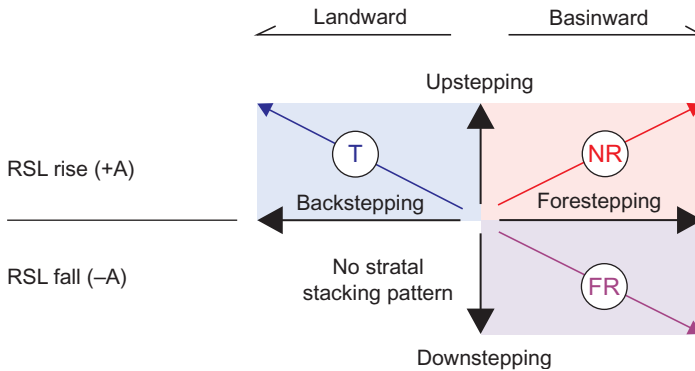 Landward
Basinward
Upstepping
T
NR
RSL rise (+A)
Backstepping
Forestepping
RSL fall (–A)
No stratal
stacking pattern
FR
Downstepping